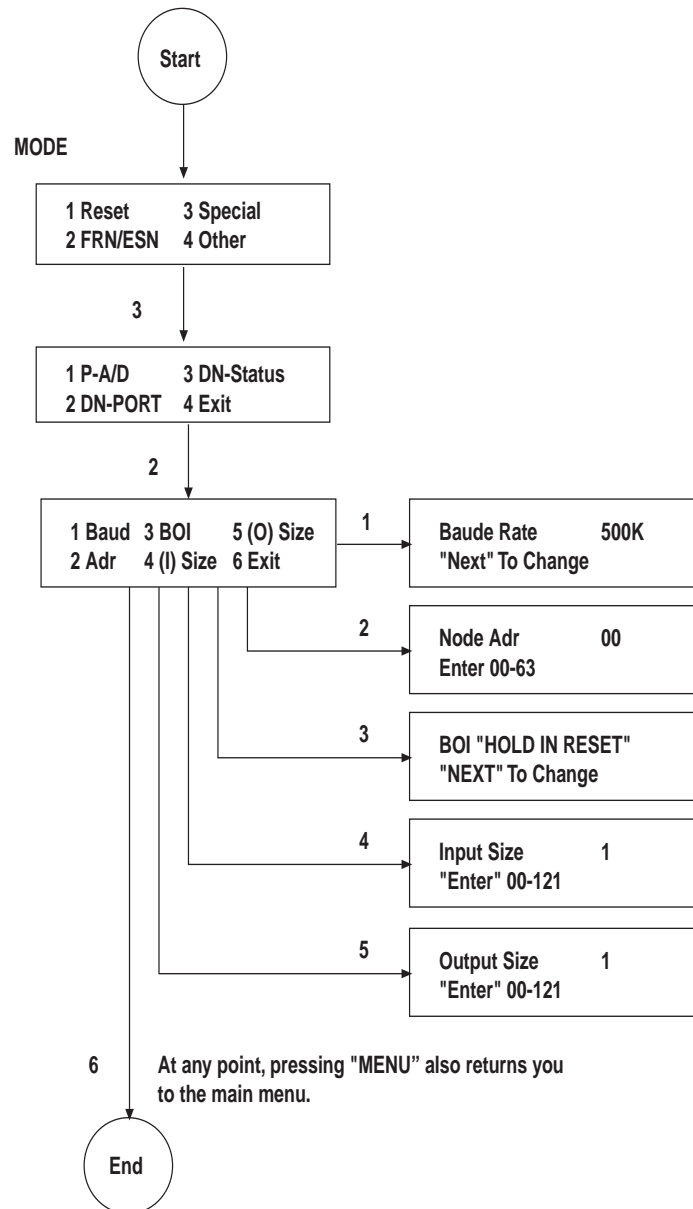 Start
MODE
1 Reset 3 Special
2 FRN/ESN 4 Other
3
1 P-A/D 3 DN-Status
2 DN-PORT 4 Exit
2
1 Baud 3 BOI 5 (O) Size
2 Adr 4 (I) Size 6 Exit
1
Baude Rate 500K
"Next" To Change
2
Node Adr 00
Enter 00-63
3
BOI "HOLD IN RESET"
"NEXT" To Change
4
Input Size 1
"Enter" 00-121
5
Output Size 1
"Enter" 00-121
6
At any point, pressing "MENU” also returns you
to the main menu.
End